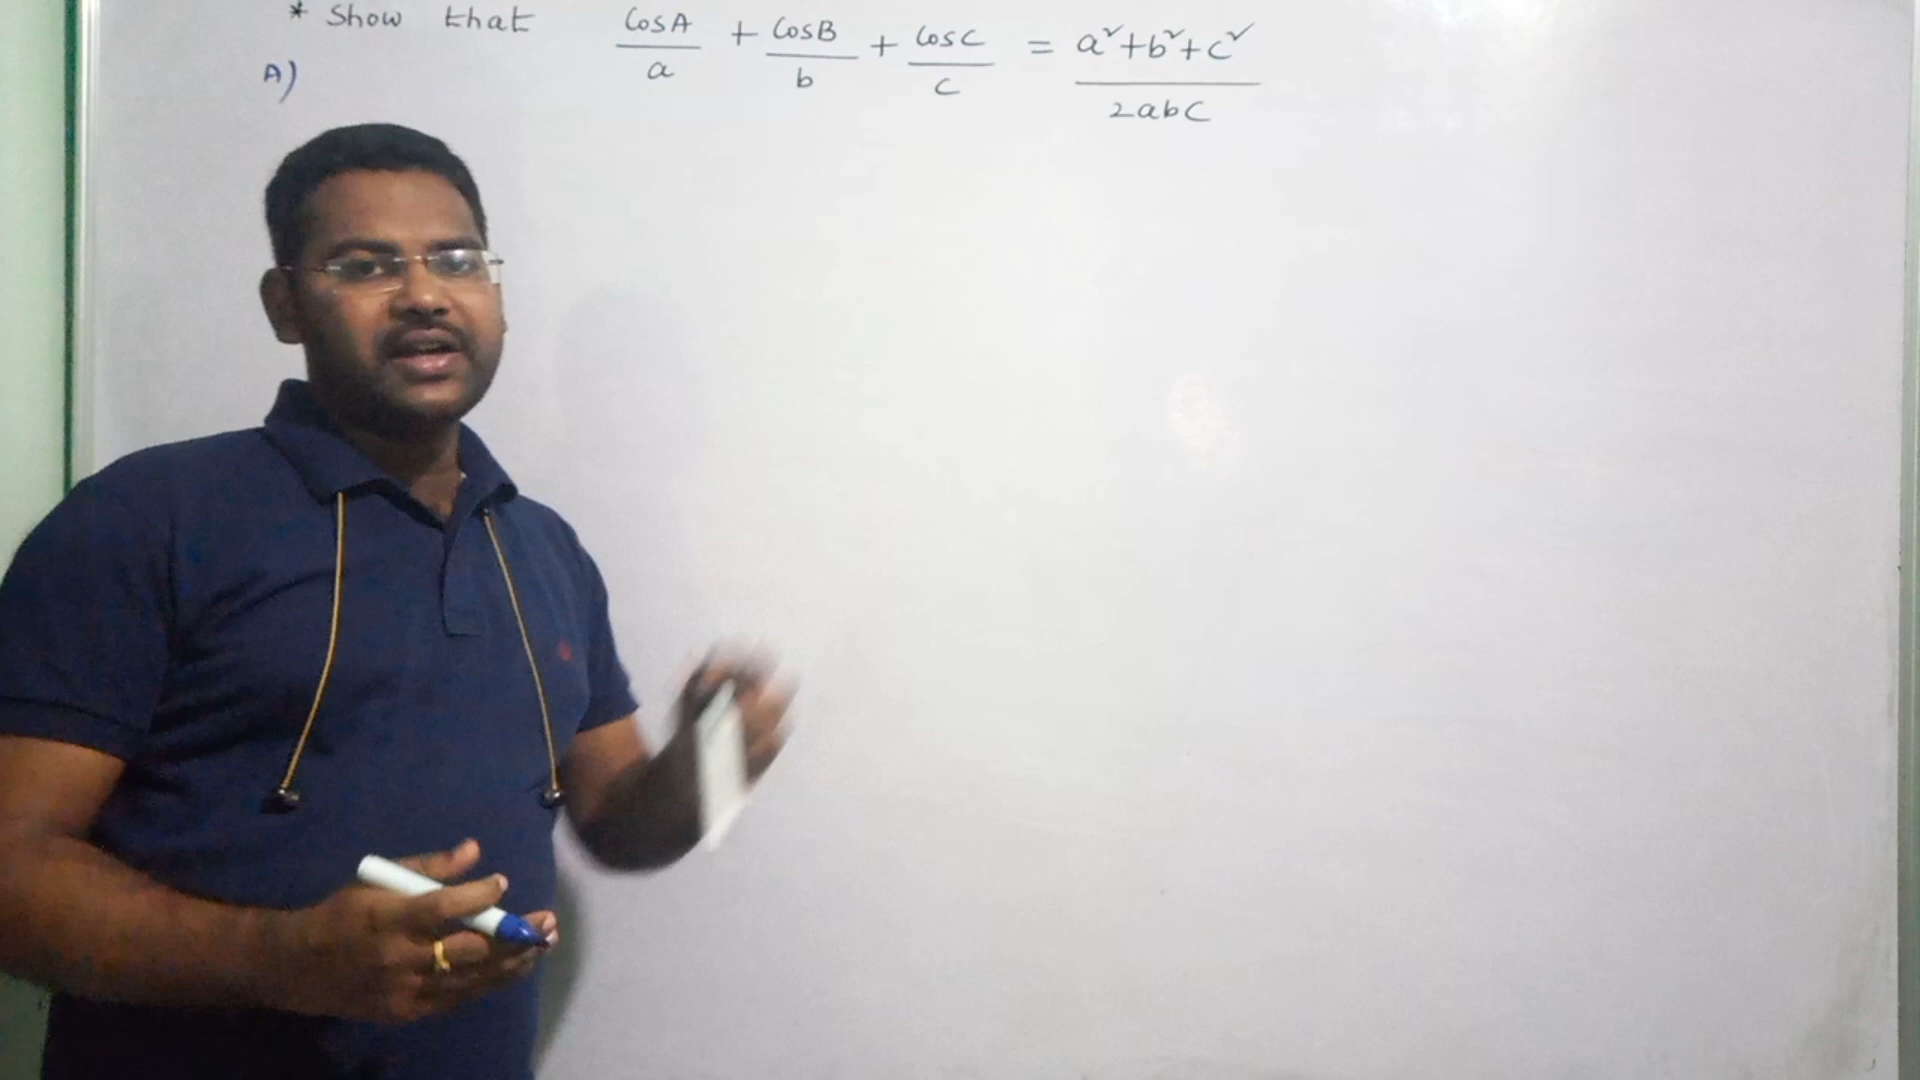 * Show that CosA/a + CosB/b + CosC/c = a²+b²+c²/2abc
A)